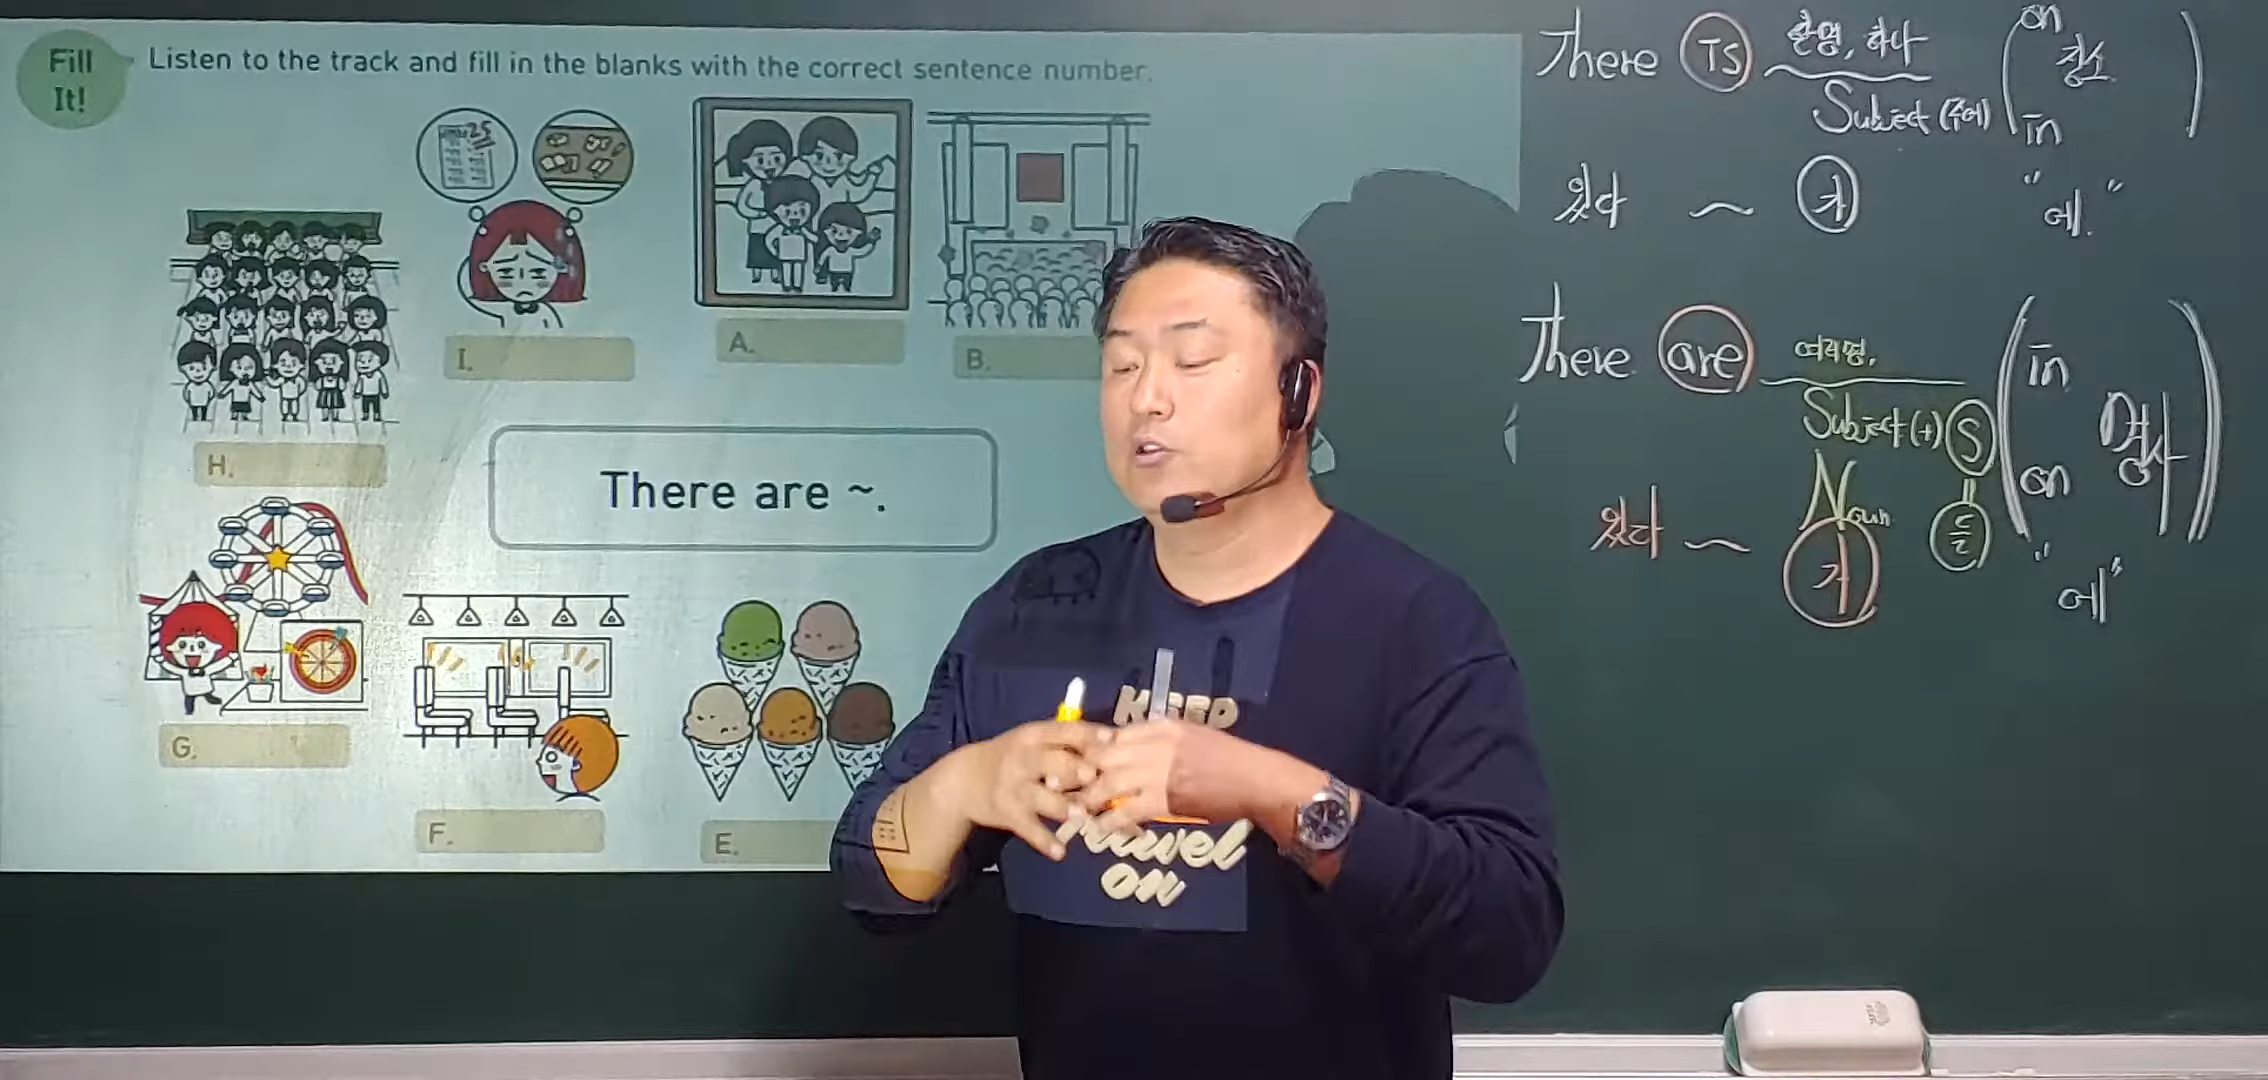 Fill It!
Listen to the track and fill in the blanks with the correct sentence number.
25
I.
A.
B.
H.
There are ~.
G.
F.
E.
KEEP
travel
on
There is 한명, 하나 (on 장소 in)
Subject (주어)
있다 ~ 가 "에"
There are 여러명, (in on 명사)
Subject (+) S
Noun
있다 ~ 가 들 "에"